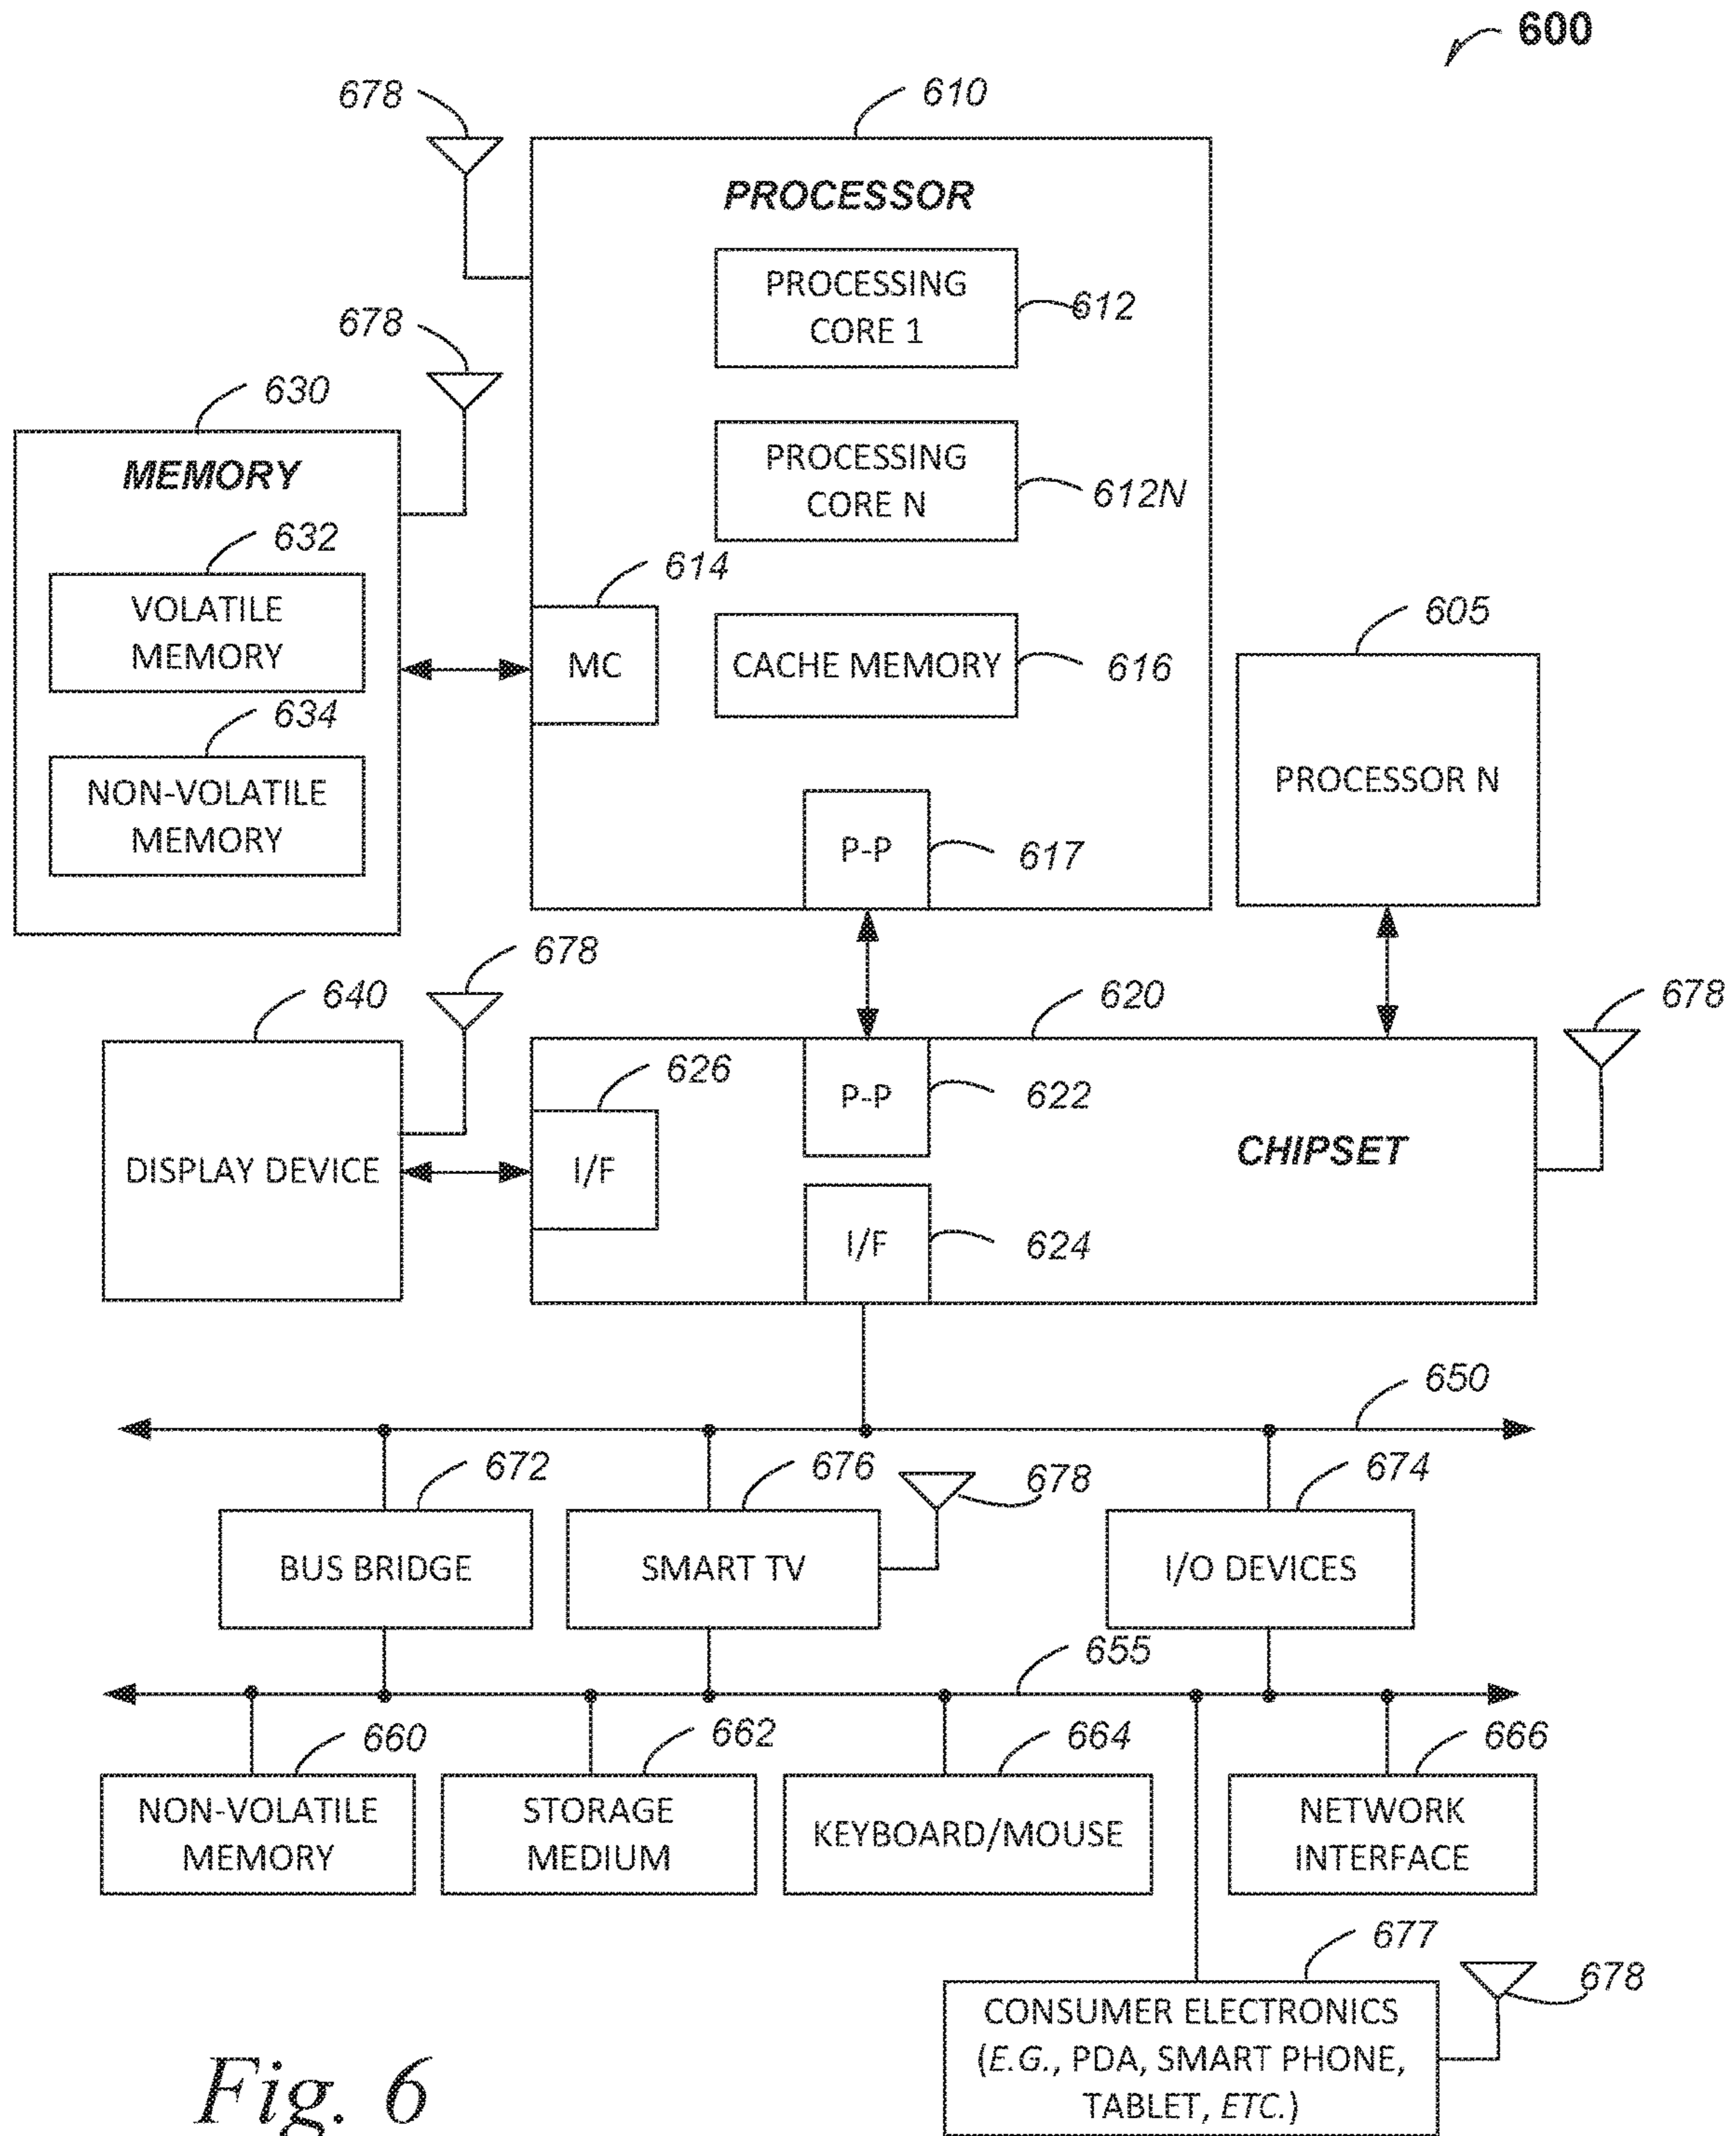 600
678
610
PROCESSOR
PROCESSING
CORE 1
612
678
630
MEMORY
PROCESSING
CORE N
612N
632
VOLATILE
MEMORY
614
MC
CACHE MEMORY
616
605
PROCESSOR N
634
NON-VOLATILE
MEMORY
P-P
617
678
640
620
678
DISPLAY DEVICE
626
I/F
P-P
622
CHIPSET
I/F
624
650
672
676
678
674
BUS BRIDGE
SMART TV
I/O DEVICES
655
660
662
664
666
NON-VOLATILE
MEMORY
STORAGE
MEDIUM
KEYBOARD/MOUSE
NETWORK
INTERFACE
677
678
CONSUMER ELECTRONICS
(E.G., PDA, SMART PHONE,
TABLET, ETC.)
Fig. 6